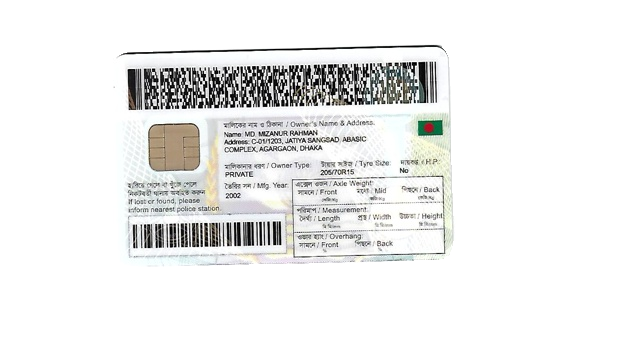 মালিকের নাম ও ঠিকানা / Owner's Name & Address.
Name: MD. MIZANUR RAHMAN
Address: C-01/1203, JATIYA SANGSAD ABASIC
COMPLEX, AGARGAON, DHAKA
মালিকানার ধরণ / Owner Type: টায়ার সাইজ / Tyre Size: দায়বদ্ধ / H.P.
PRIVATE 205/70R15 No
তৈরির সন / Mfg. Year:
2002
হারিয়ে গেলে বা খুঁজে পেলে
নিকটবর্তী থানায় অবহিত করুন
If lost or found, please
inform nearest police station.
এক্সেল ওজন / Axle Weight:
সামনে / Front মধ্যে / Mid পিছনে / Back
কেজি কেজি কেজি
পরিমাপ / Measurement:
দৈর্ঘ্য / Length প্রস্থ / Width উচ্চতা / Height
মি মি মি
ওভার হ্যাং / Overhang:
সামনে / Front পিছনে / Back